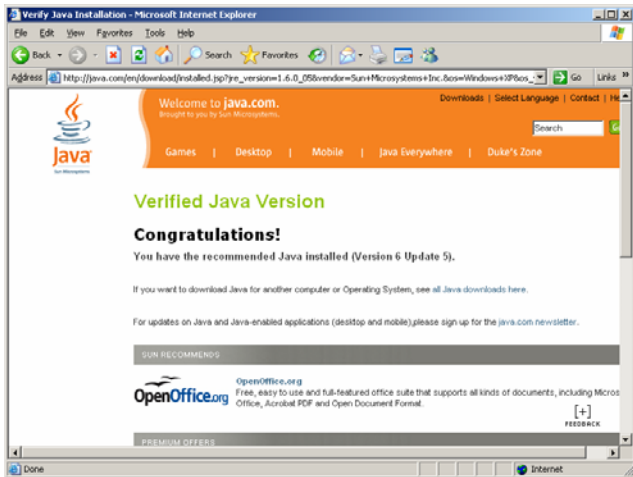 Verify Java Installation - Microsoft Internet Explorer
File Edit View Favorites Tools Help
Back Search Favorites
Address http://java.com/en/download/installed.jsp?jre_version=1.6.0_05&vendor=Sun+Microsystems+Inc.&os=Windows+XP&os_ Go Links »
Downloads | Select Language | Contact | He
Welcome to java.com.
Brought to you by Sun Microsystems.
Search G
Java
Sun Microsystems
Games | Desktop | Mobile | Java Everywhere | Duke's Zone
Verified Java Version
Congratulations!
You have the recommended Java installed (Version 6 Update 5).
If you want to download Java for another computer or Operating System, see all Java downloads here.
For updates on Java and Java-enabled applications (desktop and mobile),please sign up for the java.com newsletter.
SUN RECOMMENDS
OpenOffice.org
OpenOffice.org
Free, easy to use and full-featured office suite that supports all kinds of documents, including Micros
Office, Acrobat PDF and Open Document Format.
[+]
FEEDBACK
PREMIUM OFFERS
Done Internet